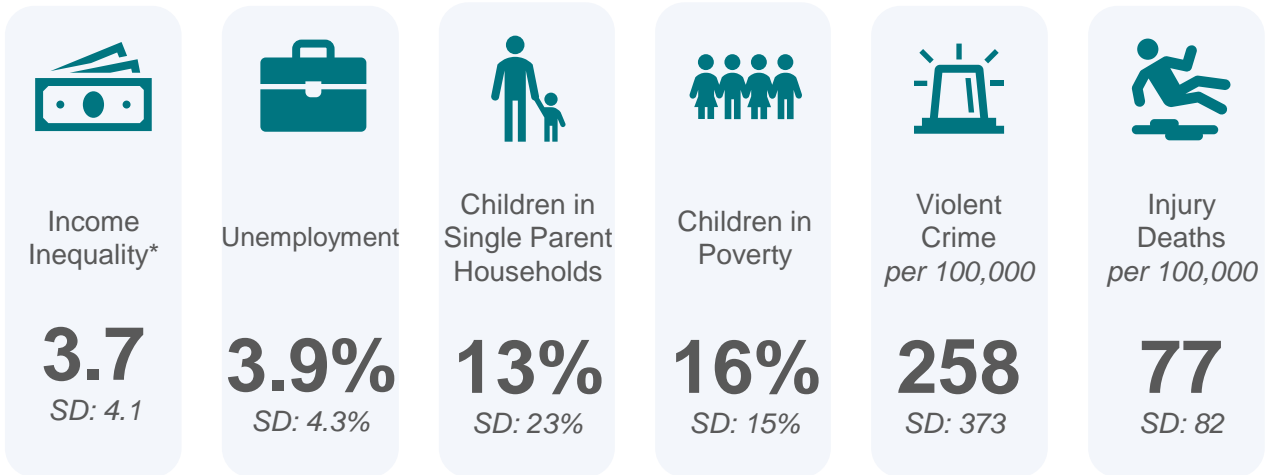 Income
Inequality*
3.7
SD: 4.1
Unemployment
3.9%
SD: 4.3%
Children in
Single Parent
Households
13%
SD: 23%
Children in
Poverty
16%
SD: 15%
Violent
Crime
per 100,000
258
SD: 373
Injury
Deaths
per 100,000
77
SD: 82